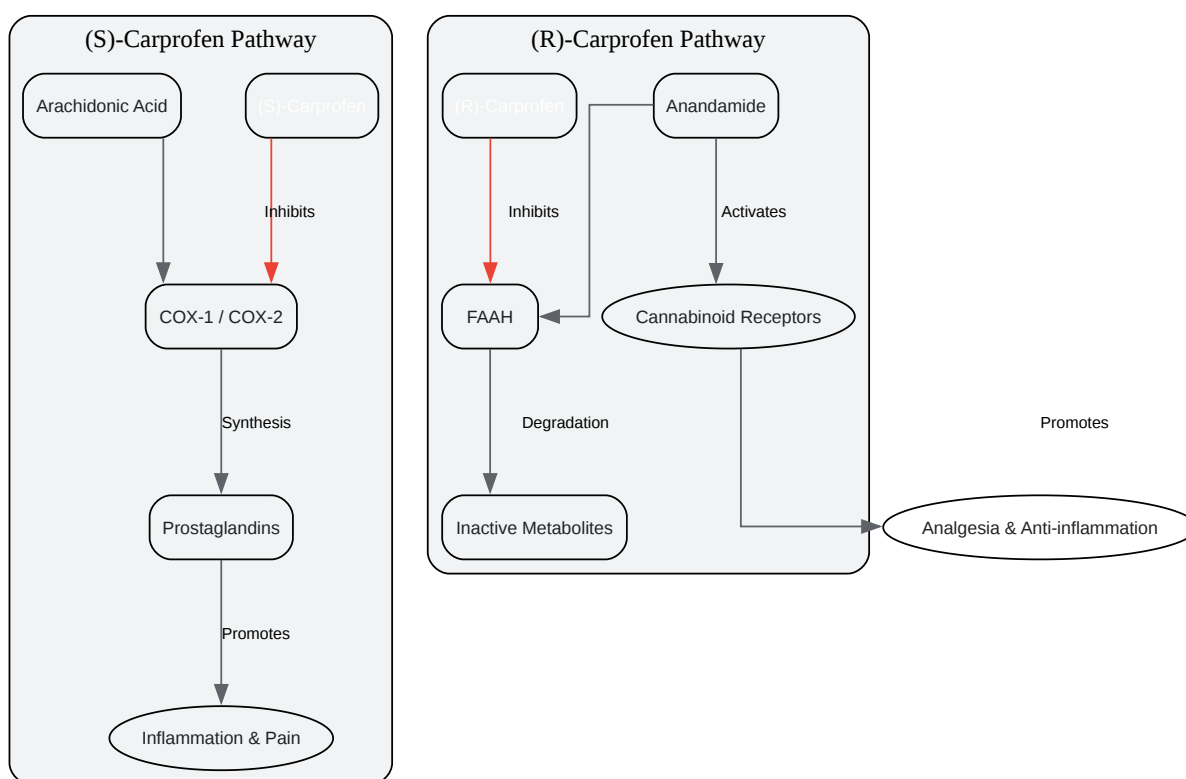 (S)-Carprofen Pathway
Arachidonic Acid
(S)-Carprofen
Inhibits
COX-1 / COX-2
Synthesis
Prostaglandins
Promotes
Inflammation & Pain
(R)-Carprofen Pathway
(R)-Carprofen
Anandamide
Inhibits
Activates
FAAH
Cannabinoid Receptors
Degradation
Promotes
Inactive Metabolites
Analgesia & Anti-inflammation